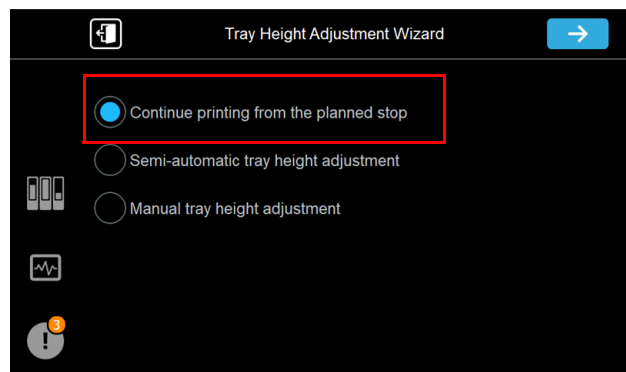 Tray Height Adjustment Wizard
Continue printing from the planned stop
Semi-automatic tray height adjustment
Manual tray height adjustment
3
!